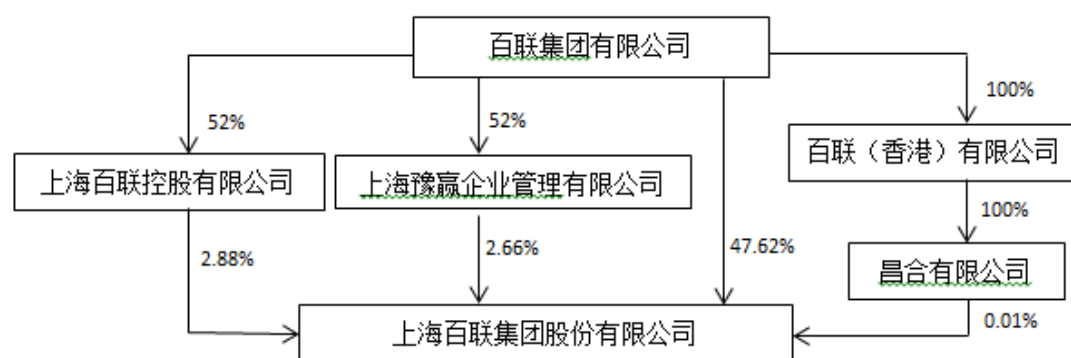 百联集团有限公司
100%
52%
52%
百联（香港）有限公司
上海百联控股有限公司
上海豫赢企业管理有限公司
100%
2.88%
2.66%
47.62%
昌合有限公司
0.01%
上海百联集团股份有限公司